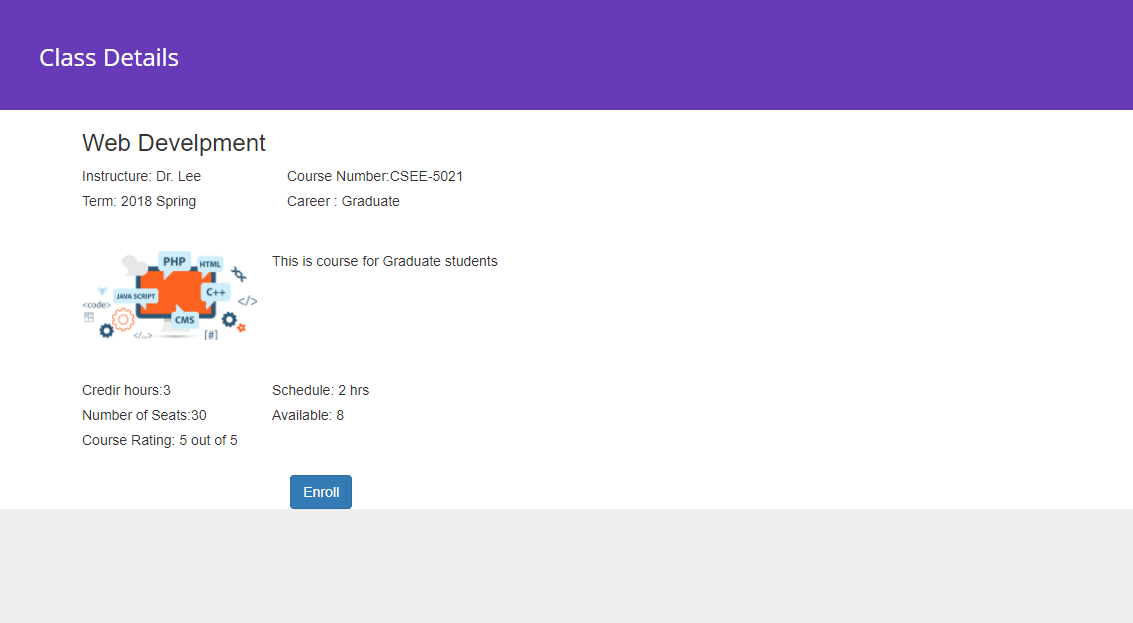 Class Details
Web Develpment
Instructure: Dr. Lee Course Number:CSEE-5021
Term: 2018 Spring Career : Graduate
This is course for Graduate students
PHP
HTML
JAVA SCRIPT
C++
<code>
</>
CMS
</...>
[#]
Credir hours:3 Schedule: 2 hrs
Number of Seats:30 Available: 8
Course Rating: 5 out of 5
Enroll